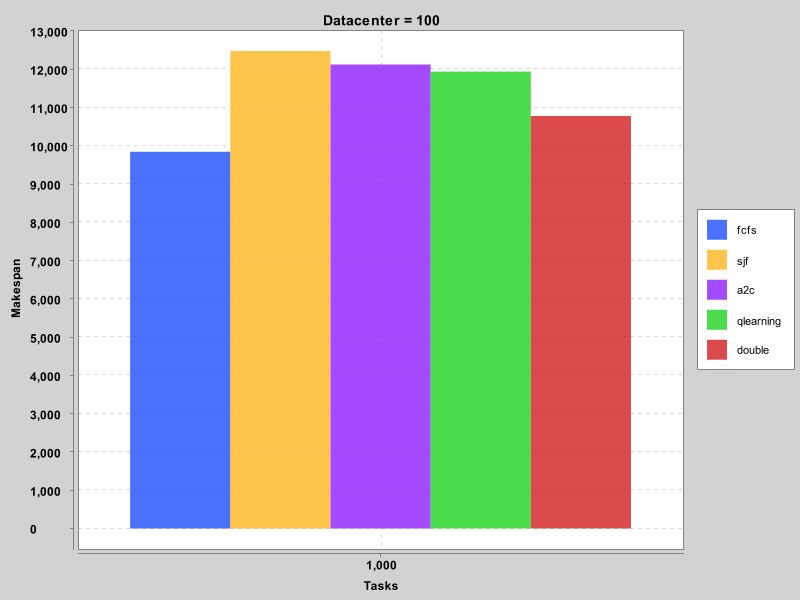 Datacenter = 100
13,000
12,000
11,000
10,000
9,000
8,000
7,000
6,000
5,000
4,000
3,000
2,000
1,000
0
Makespan
1,000
Tasks
fcfs
sjf
a2c
qlearning
double